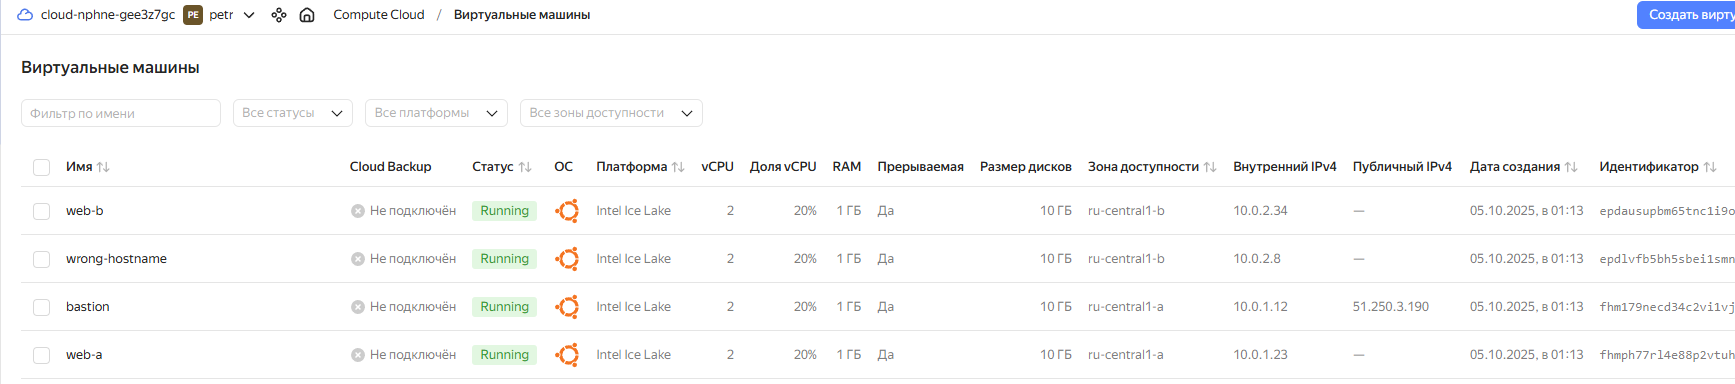 cloud-nphne-gee3z7gc PE petr Compute Cloud / Виртуальные машины Создать вирту
Виртуальные машины
Фильтр по имени Все статусы Все платформы Все зоны доступности
Имя Cloud Backup Статус ОС Платформа vCPU Доля vCPU RAM Прерываемая Размер дисков Зона доступности Внутренний IPv4 Публичный IPv4 Дата создания Идентификатор
web-b Не подключён Running Intel Ice Lake 2 20% 1 ГБ Да 10 ГБ ru-central1-b 10.0.2.34 — 05.10.2025, в 01:13 epdausupbm65tnc1i9o
wrong-hostname Не подключён Running Intel Ice Lake 2 20% 1 ГБ Да 10 ГБ ru-central1-b 10.0.2.8 — 05.10.2025, в 01:13 epdlvfb5bh5sbei1smn
bastion Не подключён Running Intel Ice Lake 2 20% 1 ГБ Да 10 ГБ ru-central1-a 10.0.1.12 51.250.3.190 05.10.2025, в 01:13 fhm179necd34c2vi1vj
web-a Не подключён Running Intel Ice Lake 2 20% 1 ГБ Да 10 ГБ ru-central1-a 10.0.1.23 — 05.10.2025, в 01:13 fhmph77rl4e88p2vtuh